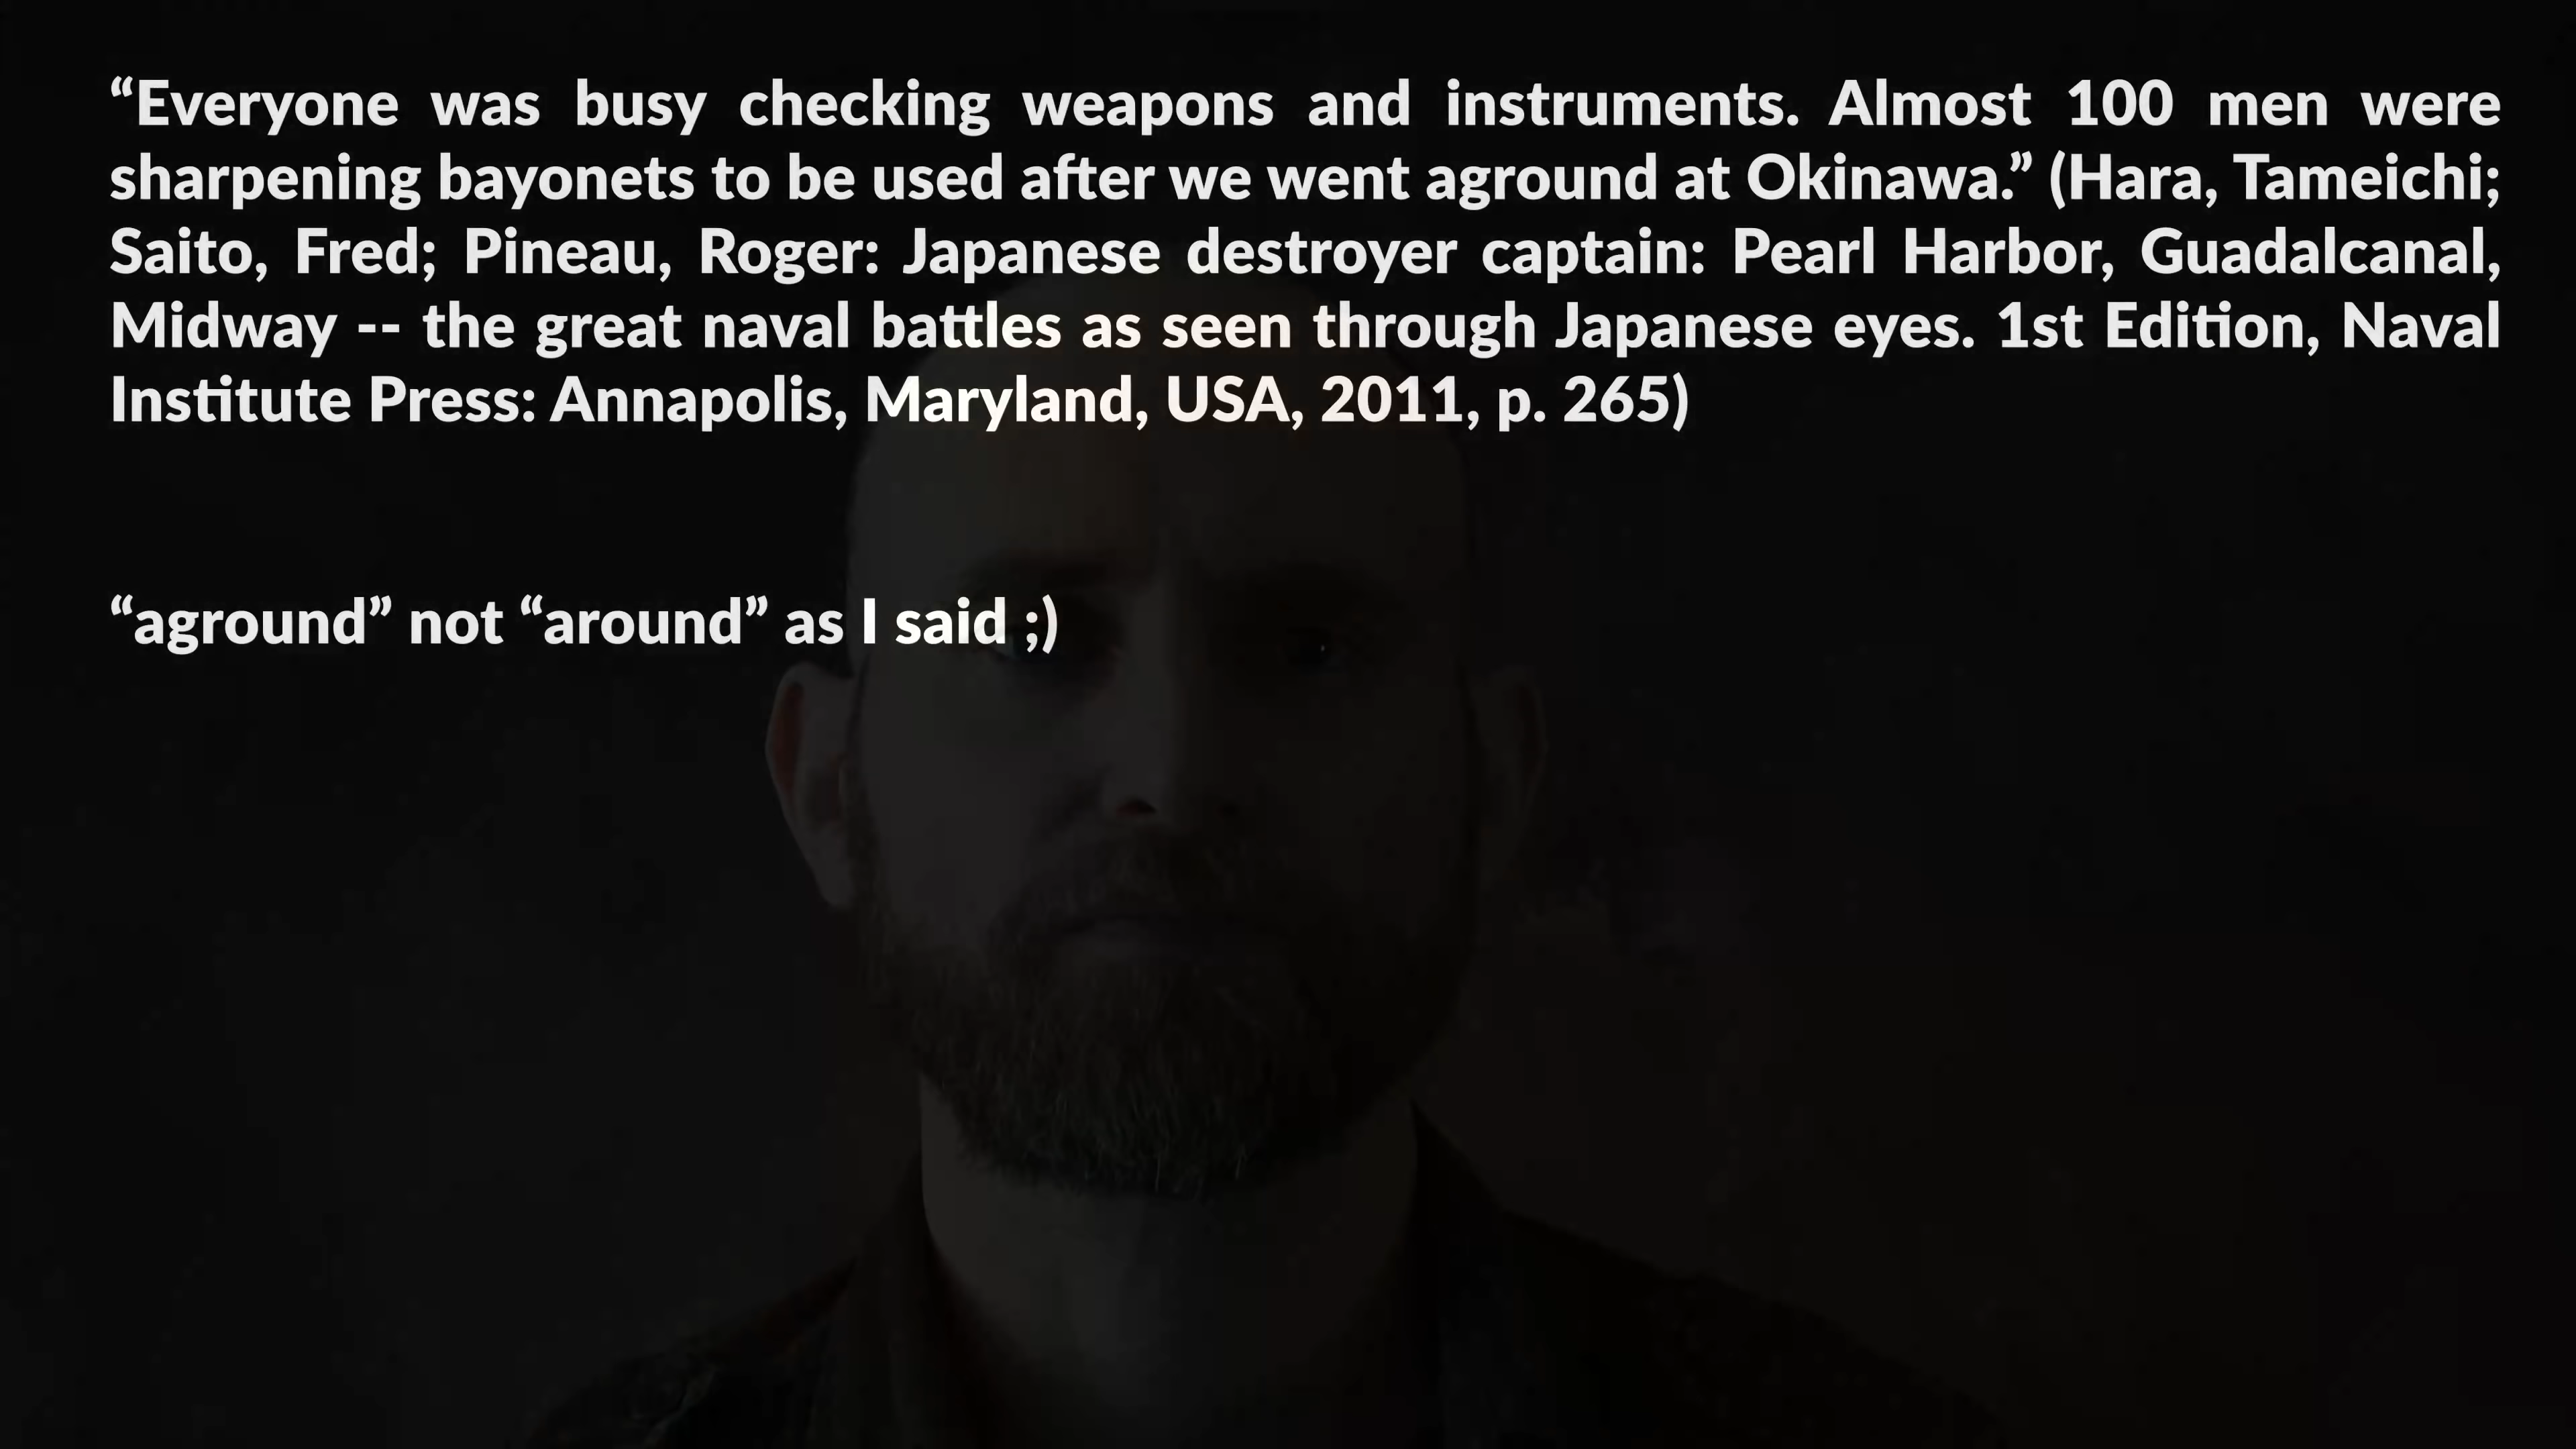 “Everyone was busy checking weapons and instruments. Almost 100 men were
sharpening bayonets to be used after we went aground at Okinawa.” (Hara, Tameichi;
Saito, Fred; Pineau, Roger: Japanese destroyer captain: Pearl Harbor, Guadalcanal,
Midway -- the great naval battles as seen through Japanese eyes. 1st Edition, Naval
Institute Press: Annapolis, Maryland, USA, 2011, p. 265)
“aground” not “around” as I said ;)